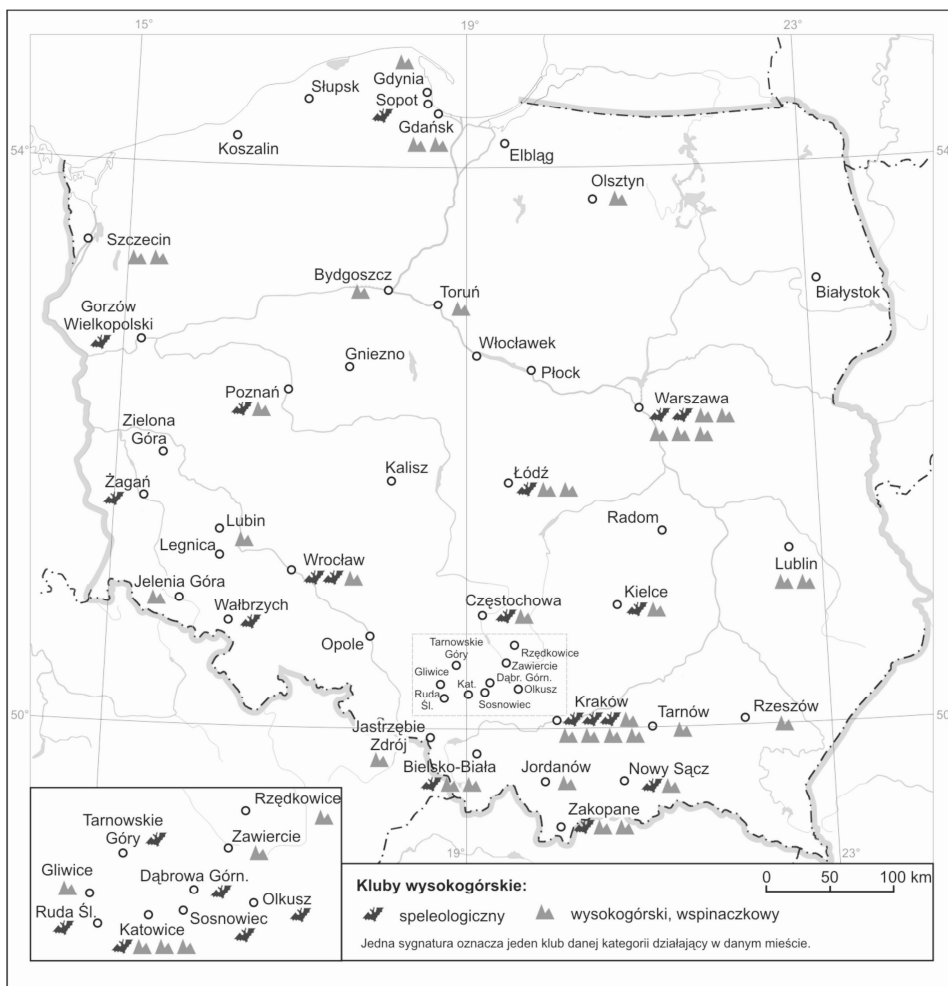 15°
19°
23°
Słupsk
Gdynia
Sopot
Gdańsk
Koszalin
Elbląg
54°
54
Olsztyn
Szczecin
Bydgoszcz
Toruń
Białystok
Gorzów
Wielkopolski
Gniezno
Włocławek
Płock
Poznań
Warszawa
Zielona
Góra
Kalisz
Łódź
Żagań
Lubin
Radom
Legnica
Wrocław
Lublin
Jelenia Góra
Kielce
Wałbrzych
Częstochowa
Opole
Tarnowskie
Góry
Rzędkowice
Zawiercie
Gliwice
Dąbr. Górn.
Ruda
Śl.
Kat.
Olkusz
Sosnowiec
50°
50
Kraków
Tarnów
Rzeszów
Jastrzębie
Zdrój
Bielsko-Biała
Jordanów
Nowy Sącz
Zakopane
19°
23°
Rzędkowice
Tarnowskie
Góry
Zawiercie
Gliwice
Dąbrowa Górn.
Olkusz
Ruda Śl.
Sosnowiec
Katowice
0 50 100 km
Kluby wysokogórskie:
speleologiczny wysokogórski, wspinaczkowy
Jedna sygnatura oznacza jeden klub danej kategorii działający w danym mieście.